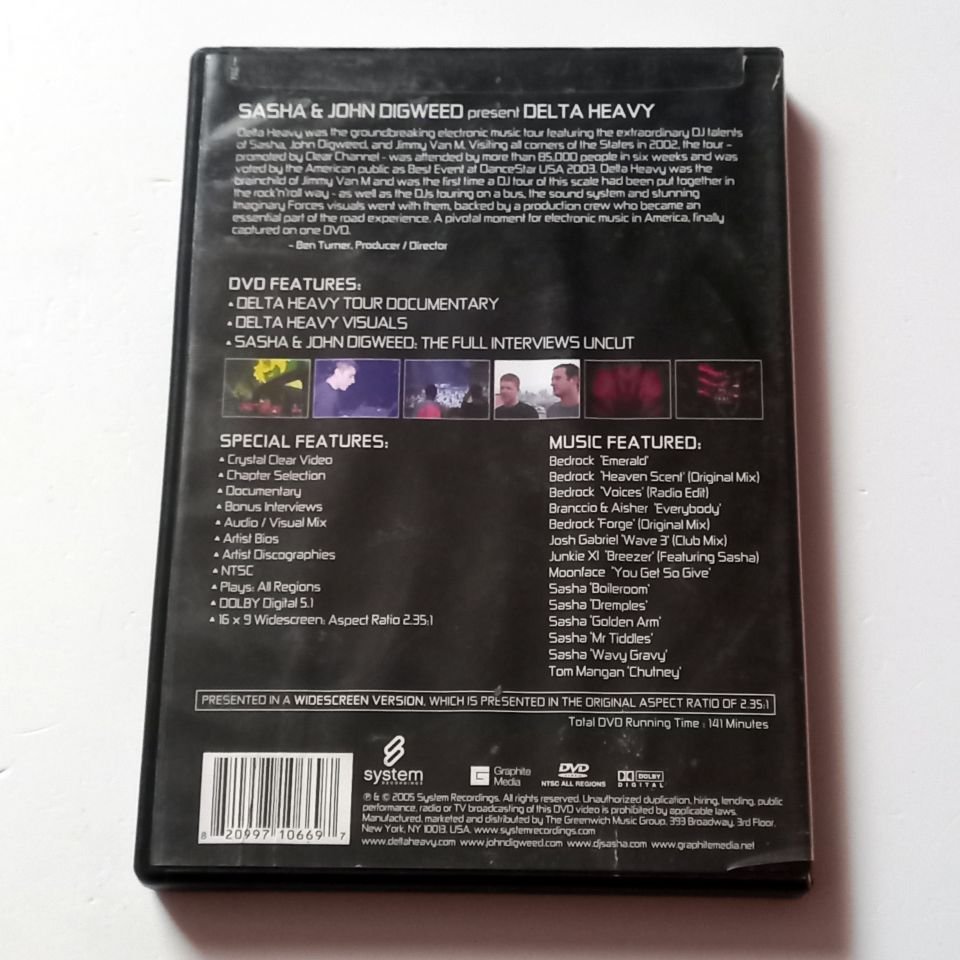 SASHA & JOHN DIGWEED present DELTA HEAVY
Delta Heavy was the groundbreaking electronic music tour featuring the extraordinary DJ talents
of Sasha, John Digweed, and Jimmy Van M. Visiting all corners of the States in 2002, the tour -
promoted by Clear Channel - was attended by more than 85,000 people in six weeks and was
voted by the American public as Best Event at DanceStar USA 2003. Delta Heavy was the
brainchild of Jimmy Van M and was the first time a DJ tour of this scale had been put together in
the rock'n'roll way - as well as the DJs touring on a bus, the sound system and stunning
Imaginary Forces visuals went with them, backed by a production crew who became an
essential part of the road experience. A pivotal moment for electronic music in America, finally
captured on one DVD.
- Ben Turner, Producer / Director
DVD FEATURES:
• DELTA HEAVY TOUR DOCUMENTARY
• DELTA HEAVY VISUALS
• SASHA & JOHN DIGWEED: THE FULL INTERVIEWS UNCUT
SPECIAL FEATURES:
• Crystal Clear Video
• Chapter Selection
• Documentary
• Bonus Interviews
• Audio / Visual Mix
• Artist Bios
• Artist Discographies
• NTSC
• Plays: All Regions
• DOLBY Digital 5.1
• 16 x 9 Widescreen: Aspect Ratio 2.35:1
MUSIC FEATURED:
Bedrock 'Emerald'
Bedrock 'Heaven Scent' (Original Mix)
Bedrock 'Voices' (Radio Edit)
Branccio & Aisher 'Everybody'
Bedrock 'Forge' (Original Mix)
Josh Gabriel 'Wave 3' (Club Mix)
Junkie XI 'Breezer' (Featuring Sasha)
Moonface 'You Get So Give'
Sasha 'Boileroom'
Sasha 'Dremples'
Sasha 'Golden Arm'
Sasha 'Mr Tiddles'
Sasha 'Wavy Gravy'
Tom Mangan 'Chutney'
PRESENTED IN A WIDESCREEN VERSION, WHICH IS PRESENTED IN THE ORIGINAL ASPECT RATIO OF 2.35:1
Total DVD Running Time : 141 Minutes
8 20997 10669 7
system
RECORDINGS
G Graphite
Media
DVD
VIDEO
NTSC ALL REGIONS
DOLBY
DIGITAL
℗ & © 2005 System Recordings. All rights reserved. Unauthorized duplication, hiring, lending, public
performance, radio or TV broadcasting of this DVD video is prohibited by applicable laws.
Manufactured, marketed and distributed by The Greenwich Music Group, 393 Broadway, 3rd Floor,
New York, NY 10013. USA. www.systemrecordings.com
www.deltaheavy.com www.johndigweed.com www.djsasha.com www.graphitemedia.net